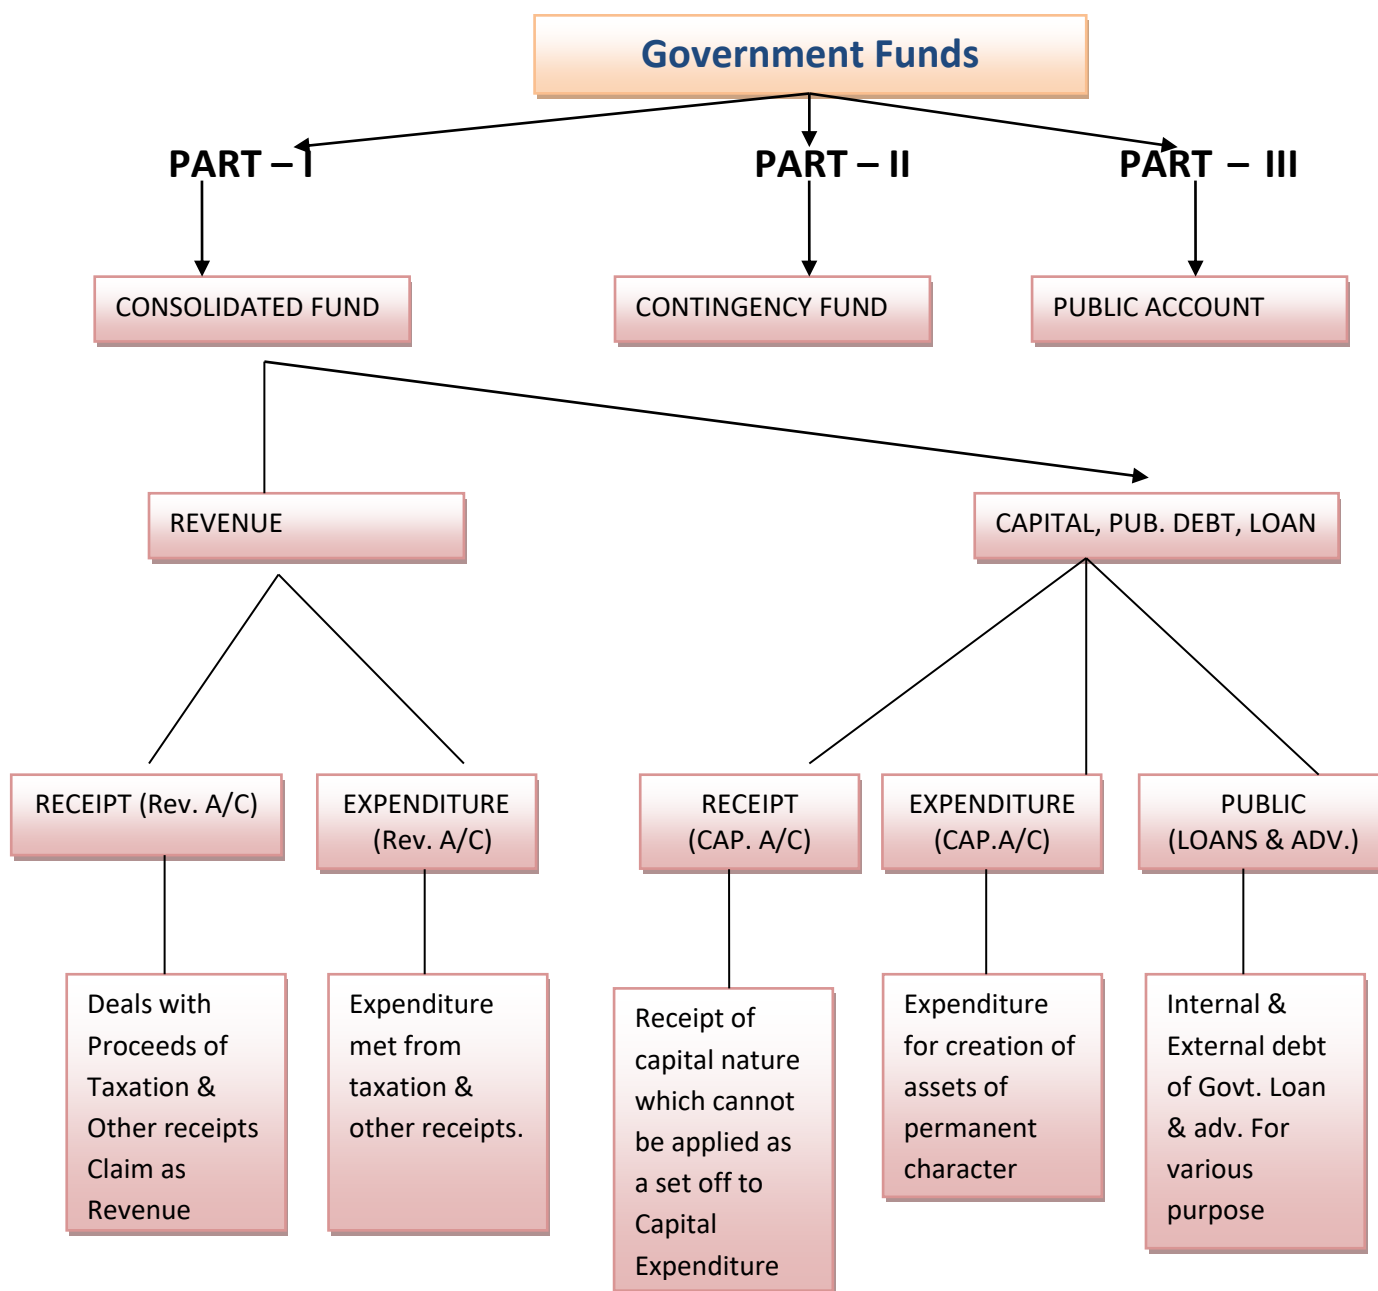 Government Funds
PART – I
PART – II
PART – III
CONSOLIDATED FUND
CONTINGENCY FUND
PUBLIC ACCOUNT
REVENUE
CAPITAL, PUB. DEBT, LOAN
RECEIPT (Rev. A/C)
EXPENDITURE
(Rev. A/C)
RECEIPT
(CAP. A/C)
EXPENDITURE
(CAP.A/C)
PUBLIC
(LOANS & ADV.)
Deals with
Proceeds of
Taxation &
Other receipts
Claim as
Revenue
Expenditure
met from
taxation &
other receipts.
Receipt of
capital nature
which cannot
be applied as
a set off to
Capital
Expenditure
Expenditure
for creation of
assets of
permanent
character
Internal &
External debt
of Govt. Loan
& adv. For
various
purpose